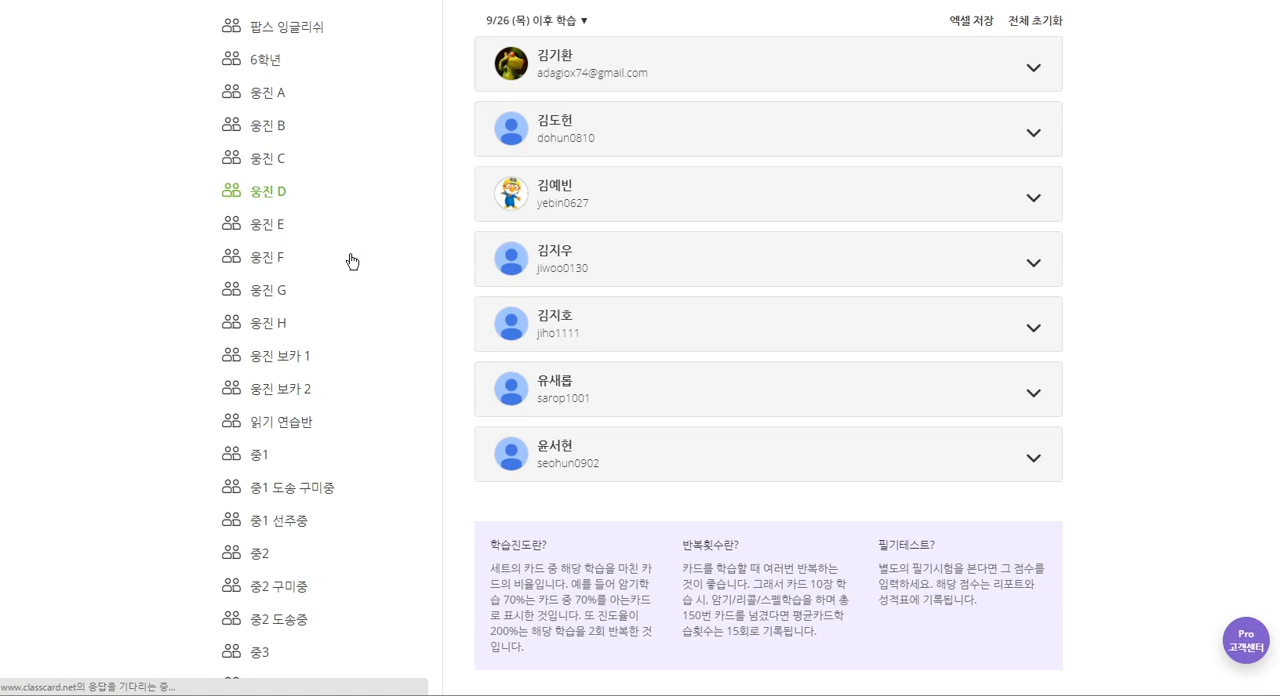 팝스 잉글리쉬
6학년
웅진 A
웅진 B
웅진 C
웅진 D
웅진 E
웅진 F
웅진 G
웅진 H
웅진 보카 1
웅진 보카 2
읽기 연습반
중1
중1 도송 구미중
중1 선주중
중2
중2 구미중
중2 도송중
중3
www.classcard.net의 응답을 기다리는 중...
9/26 (목) 이후 학습 ▼
엑셀 저장 전체 초기화
김기환
adagiox74@gmail.com
김도헌
dohun0810
김예빈
yebin0627
김지우
jiwoo0130
김지호
jiho1111
유새롭
sarop1001
윤서현
seohun0902
학습진도란?
세트의 카드 중 해당 학습을 마친 카
드의 비율입니다. 예를 들어 암기학
습 70%는 카드 중 70%를 아는카드
로 표시한 것입니다. 또 진도율이
200%는 해당 학습을 2회 반복한 것
입니다.
반복횟수란?
카드를 학습할 때 여러번 반복하는
것이 좋습니다. 그래서 카드 10장 학
습 시, 암기/리콜/스펠학습을 하며 총
150번 카드를 넘겼다면 평균카드학
습횟수는 15회로 기록됩니다.
필기테스트?
별도의 필기시험을 본다면 그 점수를
입력하세요. 해당 점수는 리포트와
성적표에 기록됩니다.
Pro
고객센터